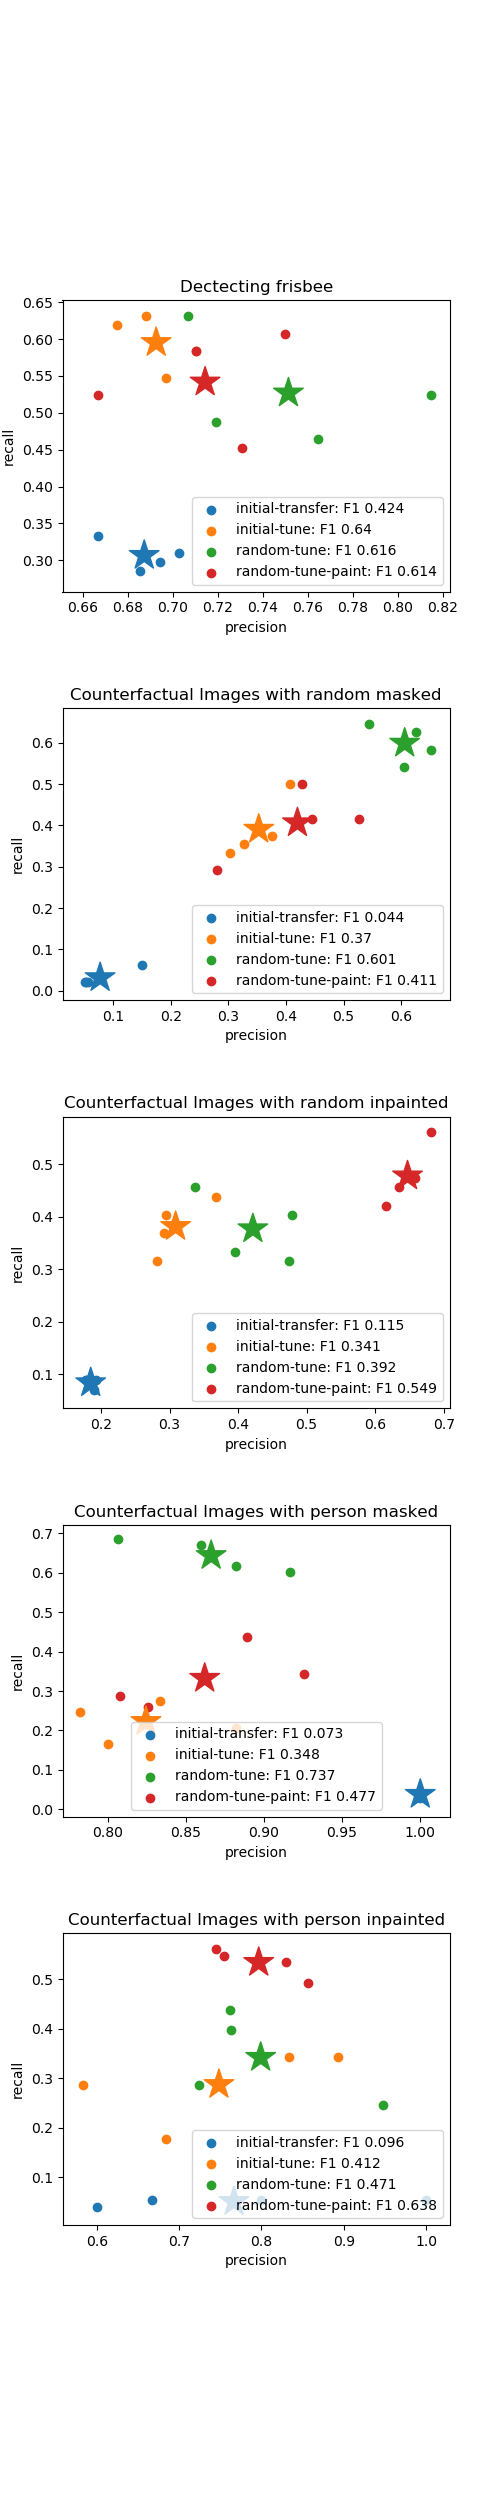 Dectecting frisbee
0.65
0.60
0.55
0.50
0.45
0.40
0.35
0.30
recall
initial-transfer: F1 0.424
initial-tune: F1 0.64
random-tune: F1 0.616
random-tune-paint: F1 0.614
0.66 0.68 0.70 0.72 0.74 0.76 0.78 0.80 0.82
precision
Counterfactual Images with random masked
0.6
0.5
0.4
0.3
0.2
0.1
0.0
recall
initial-transfer: F1 0.044
initial-tune: F1 0.37
random-tune: F1 0.601
random-tune-paint: F1 0.411
0.1 0.2 0.3 0.4 0.5 0.6
precision
Counterfactual Images with random inpainted
0.5
0.4
0.3
0.2
0.1
recall
initial-transfer: F1 0.115
initial-tune: F1 0.341
random-tune: F1 0.392
random-tune-paint: F1 0.549
0.2 0.3 0.4 0.5 0.6 0.7
precision
Counterfactual Images with person masked
0.7
0.6
0.5
0.4
0.3
0.2
0.1
0.0
recall
initial-transfer: F1 0.073
initial-tune: F1 0.348
random-tune: F1 0.737
random-tune-paint: F1 0.477
0.80 0.85 0.90 0.95 1.00
precision
Counterfactual Images with person inpainted
0.5
0.4
0.3
0.2
0.1
recall
initial-transfer: F1 0.096
initial-tune: F1 0.412
random-tune: F1 0.471
random-tune-paint: F1 0.638
0.6 0.7 0.8 0.9 1.0
precision